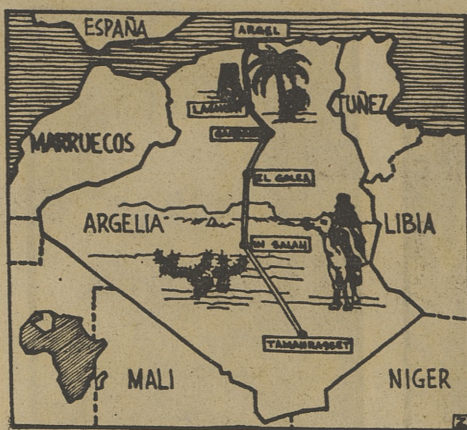 ESPAÑA
ARGEL
TUÑEZ
MARRUECOS
EL GOLEA
ARGELIA
LIBIA
IN SALAH
TAMANRASSET
MALI
NIGER